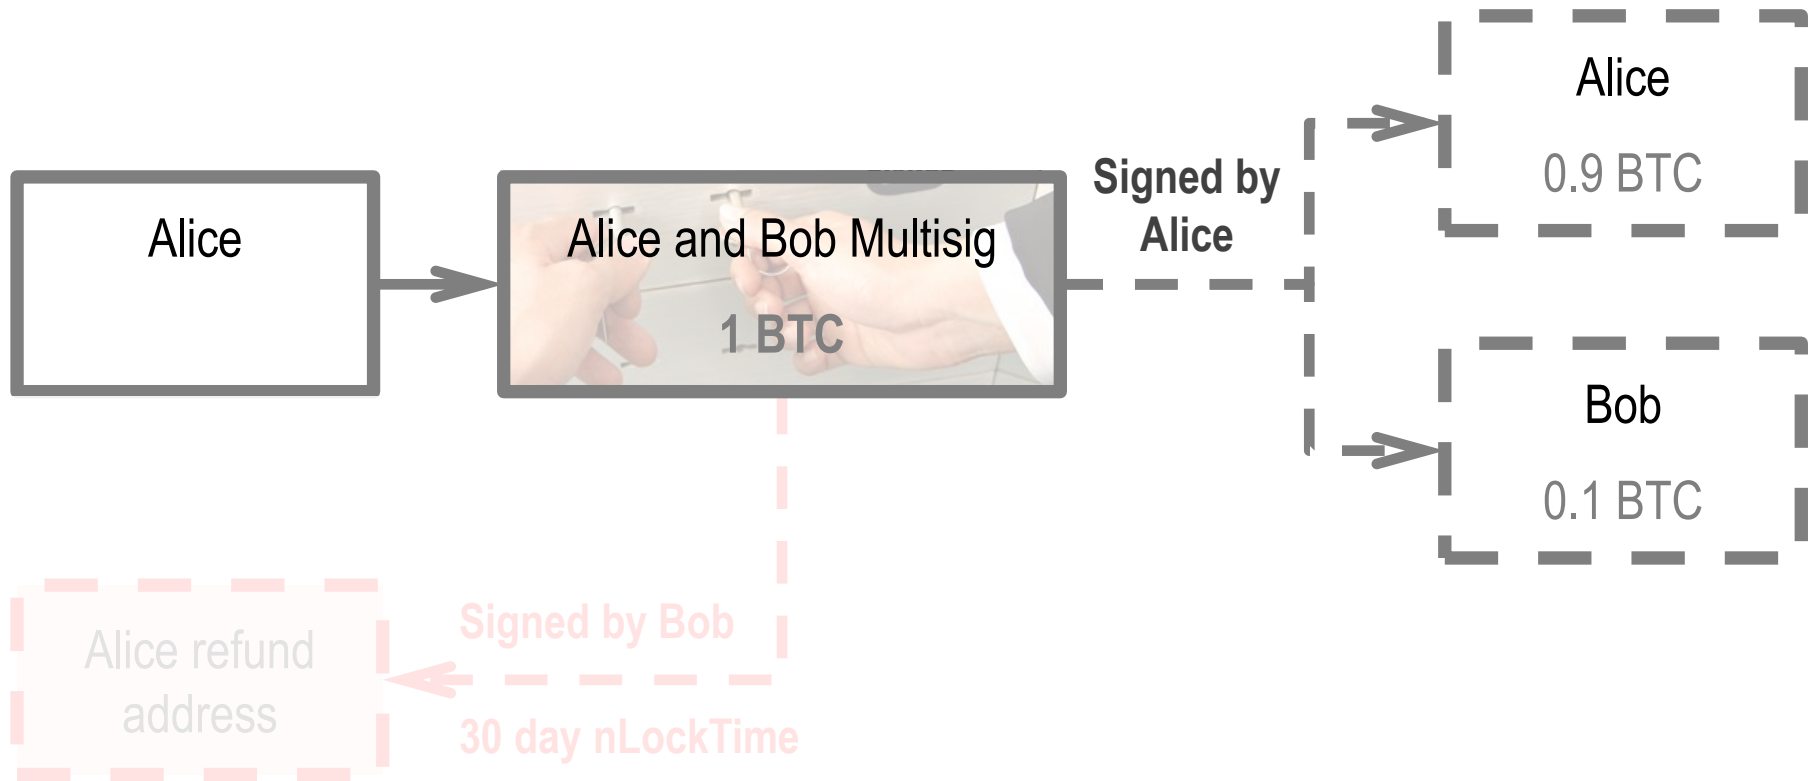 Alice
Alice and Bob Multisig
1 BTC
Signed by
Alice
Alice
0.9 BTC
Bob
0.1 BTC
Signed by Bob
30 day nLockTime
Alice refund
address